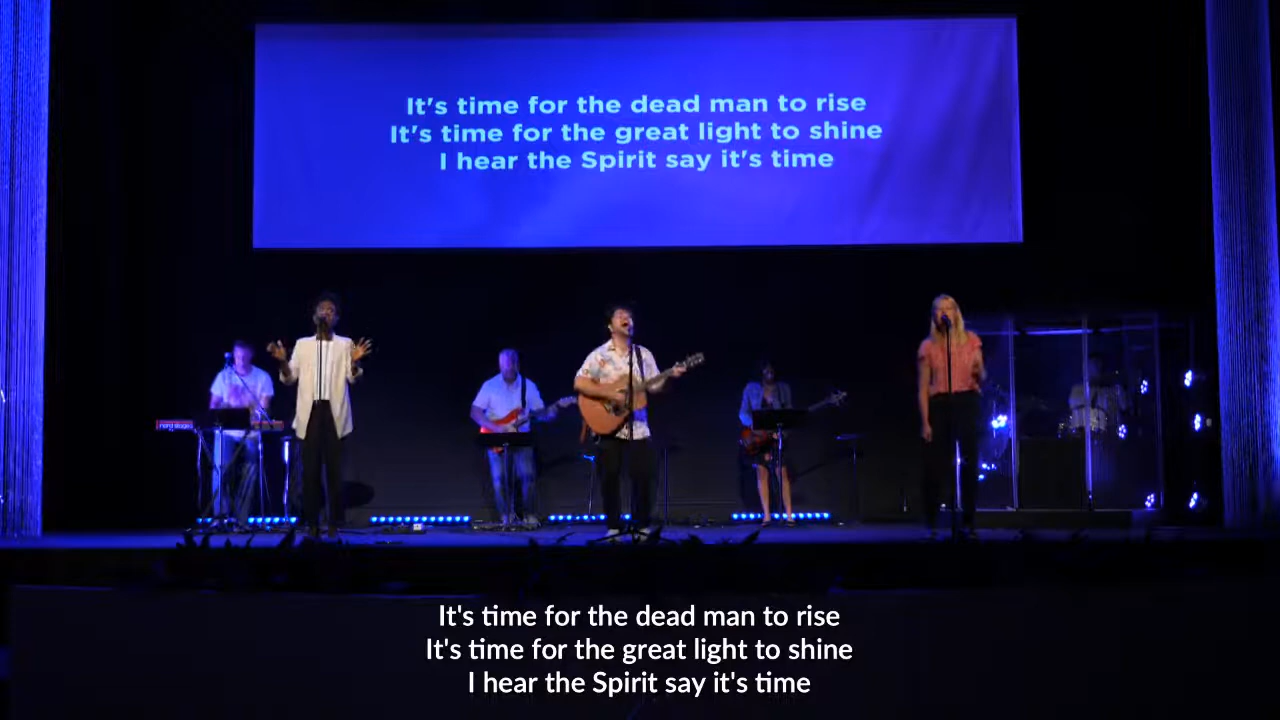 It's time for the dead man to rise
It's time for the great light to shine
I hear the Spirit say it's time
nord stage
It's time for the dead man to rise
It's time for the great light to shine
I hear the Spirit say it's time